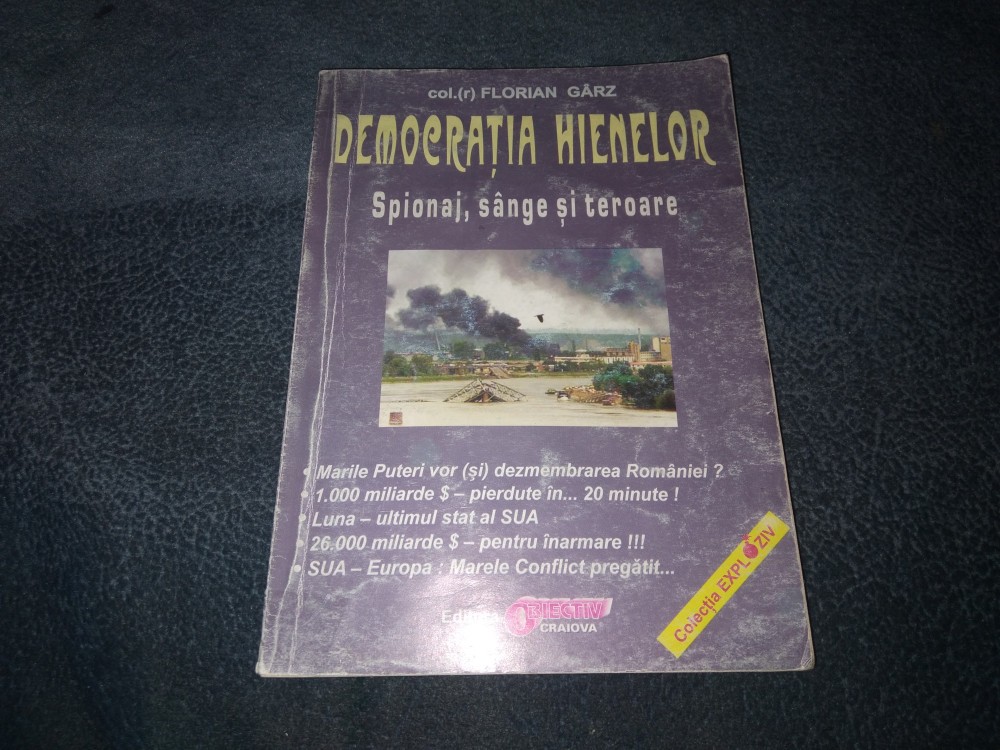 col.(r) FLORIAN GÂRZ
DEMOCRAȚIA HIENELOR
Spionaj, sânge și teroare
• Marile Puteri vor (și) dezmembrarea României ?
• 1.000 miliarde $ – pierdute în... 20 minute !
• Luna – ultimul stat al SUA
• 26.000 miliarde $ – pentru înarmare !!!
• SUA – Europa : Marele Conflict pregătit...
Colecția EXPLOZIV
Editura OBIECTIV
CRAIOVA